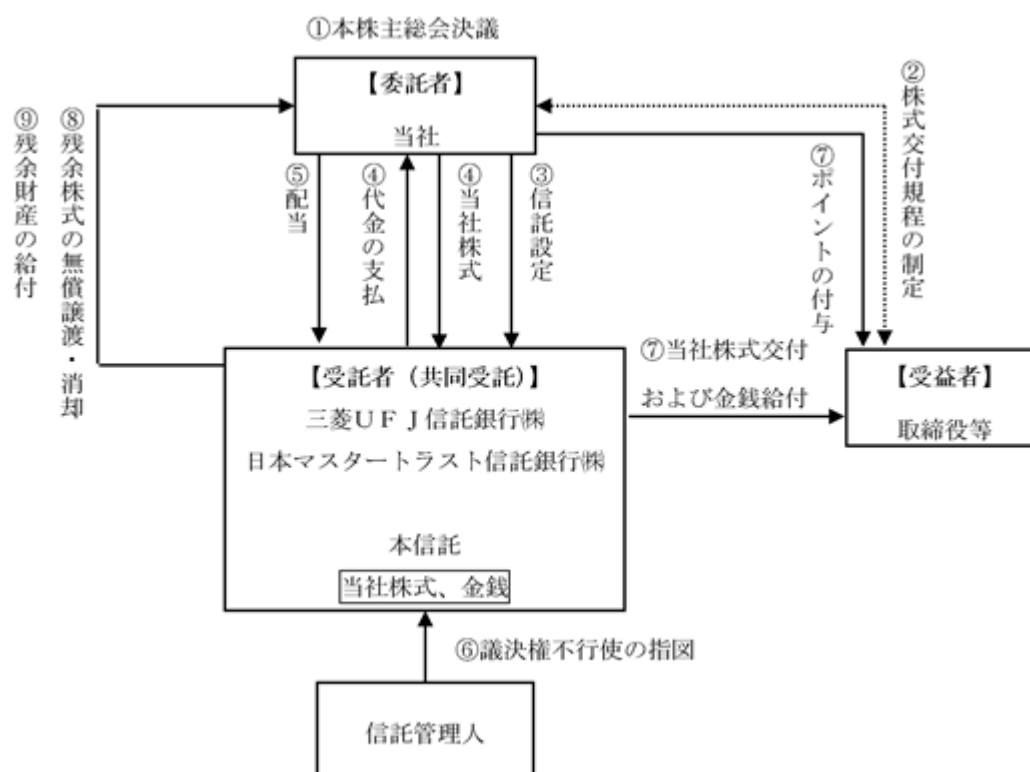 ①本株主総会決議
【委託者】
当社
⑨残余財産の給付
⑧残余株式の無償譲渡・消却
⑤配当
④代金の支払
④当社株式
③信託設定
⑦ポイントの付与
②株式交付規程の制定
【受託者（共同受託）】
三菱UFJ信託銀行㈱
日本マスタートラスト信託銀行㈱
本信託
当社株式、金銭
⑦当社株式交付
および金銭給付
【受益者】
取締役等
⑥議決権不行使の指図
信託管理人